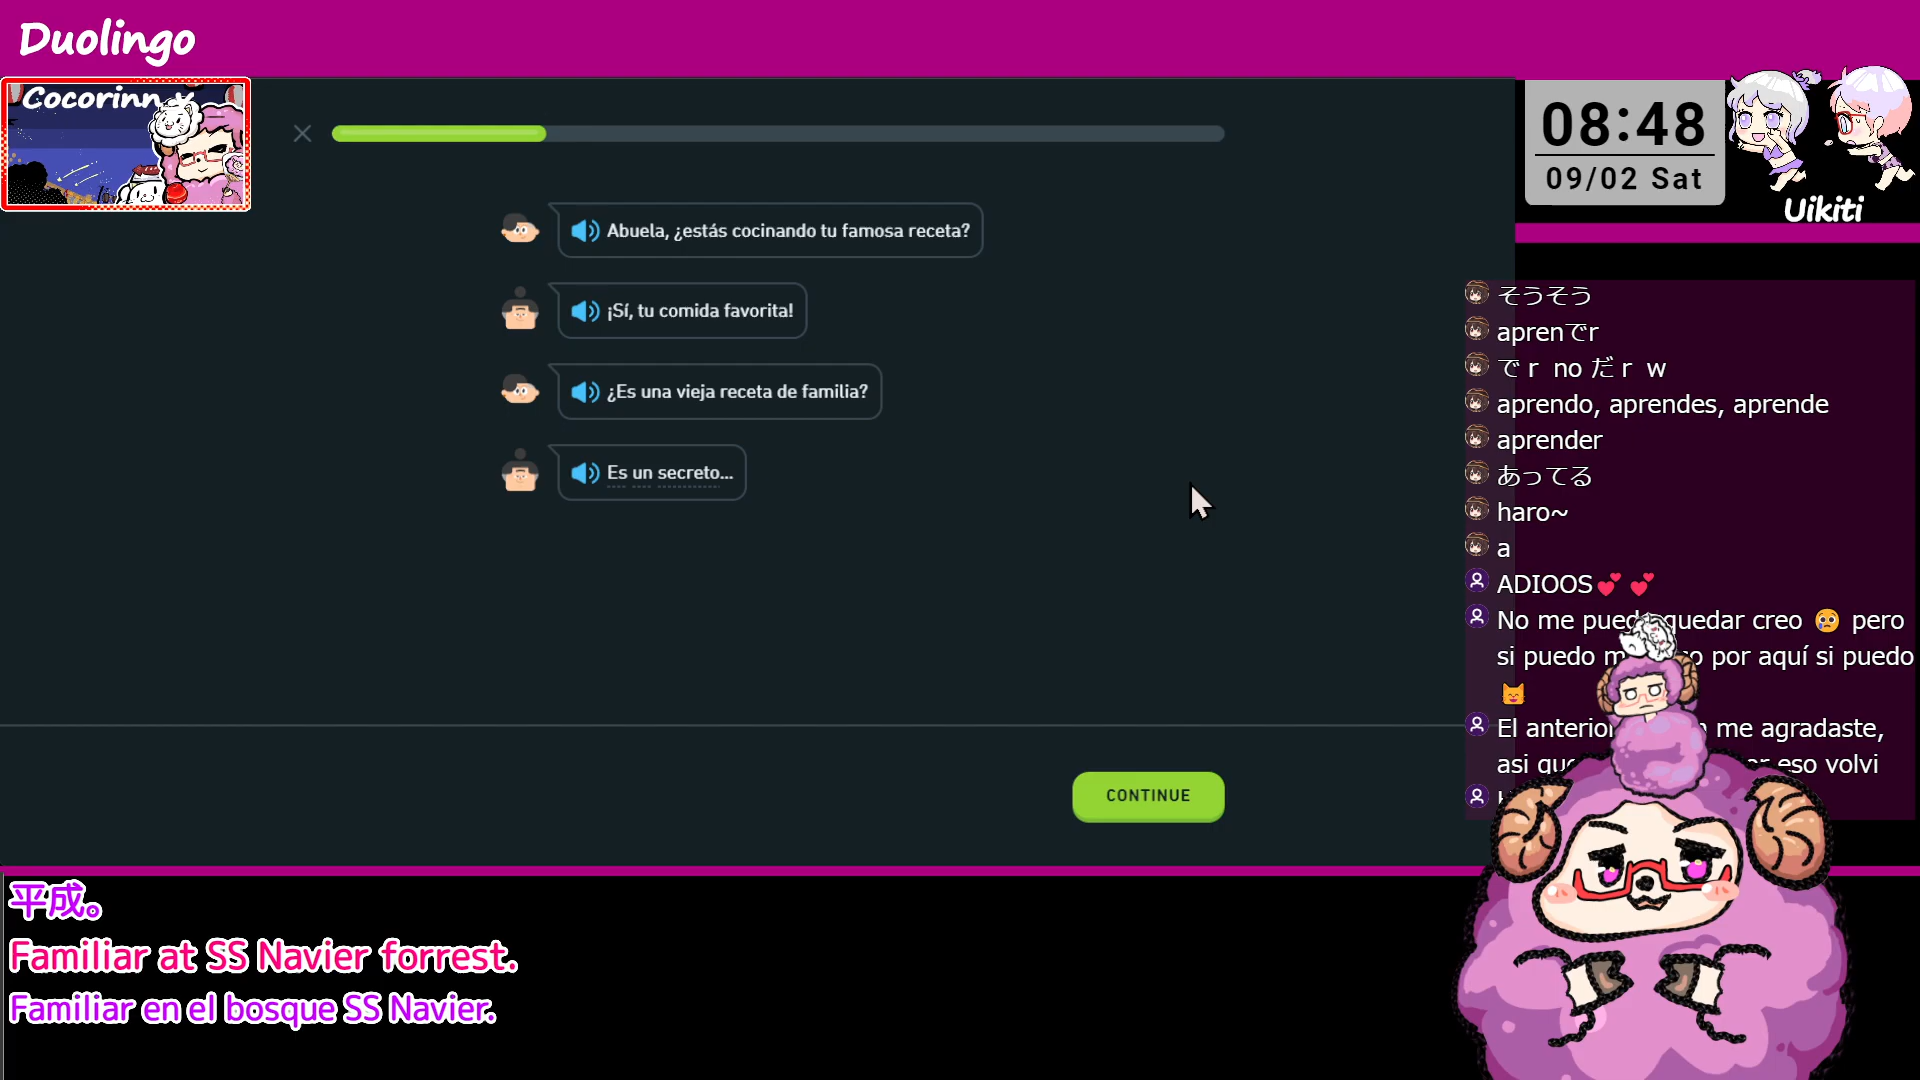 Duolingo
Cocorinn_y
08:48
09/02 Sat
Uikiti
Abuela, ¿estás cocinando tu famosa receta?
¡Sí, tu comida favorita!
¿Es una vieja receta de familia?
Es un secreto...
CONTINUE
そうそう
aprenでr
でr no だr w
aprendo, aprendes, aprende
aprender
あってる
haro~
a
ADIOOS💕 💕
No me quedar creo 😢 pero
si puedo por aquí si puedo
😸
El anterior me agradaste,
asi eso volvi
平成。
Familiar at SS Navier forrest.
Familiar en el bosque SS Navier.